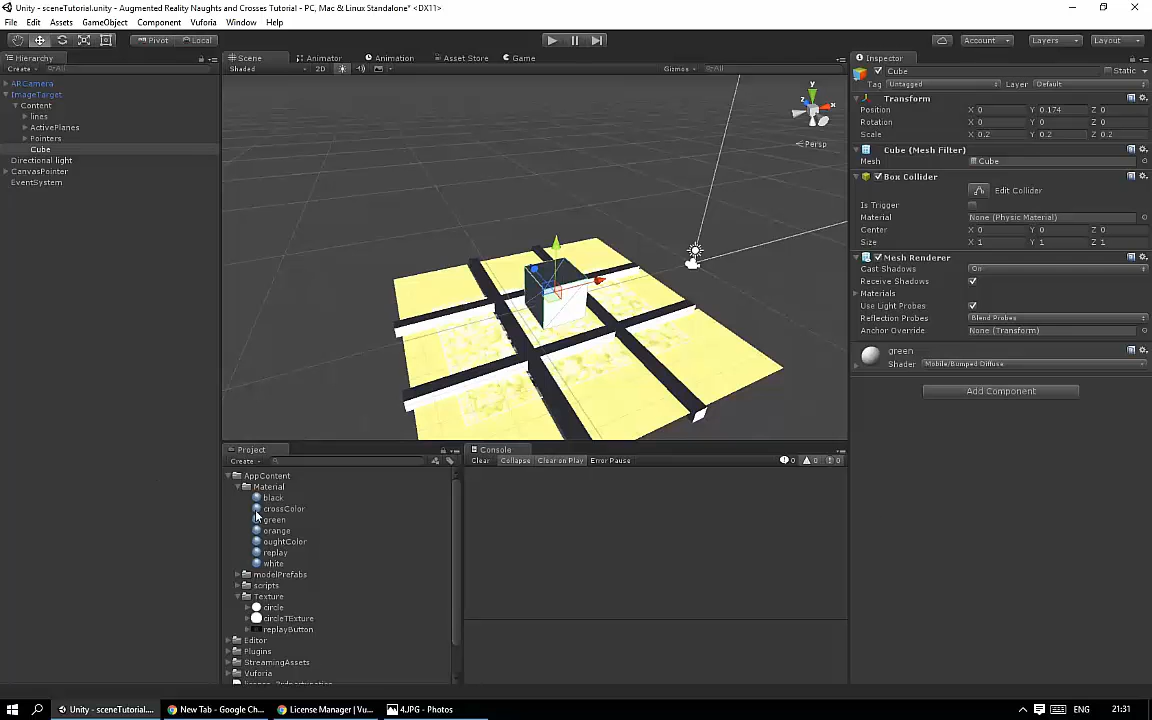 Unity - sceneTutorial.unity - Augmented Reality Naughts and Crosses Tutorial - PC, Mac & Linux Standalone* <DX11>
File Edit Assets GameObject Component Vuforia Window Help
Pivot Local Account Layers Layout
Hierarchy
Create All
ARCamera
ImageTarget
Content
lines
ActivePlanes
Pointers
Cube
Directional light
CanvasPointer
EventSystem
Scene Animator Animation Asset Store Game
Shaded 2D Gizmos All
y
x
z
Persp
Project
Create
AppContent
Material
black
crossColor
green
orange
oughtColor
replay
white
modelPrefabs
scripts
Texture
circle
circleTExture
replayButton
Editor
Plugins
StreamingAssets
Vuforia
Console
Clear Collapse Clear on Play Error Pause 0 0 0
Inspector
Cube Static
Tag Untagged Layer Default
Transform
Position X 0 Y 0.174 Z 0
Rotation X 0 Y 0 Z 0
Scale X 0.2 Y 0.2 Z 0.2
Cube (Mesh Filter)
Mesh Cube
Box Collider
Edit Collider
Is Trigger
Material None (Physic Material)
Center X 0 Y 0 Z 0
Size X 1 Y 1 Z 1
Mesh Renderer
Cast Shadows On
Receive Shadows
Materials
Use Light Probes
Reflection Probes Blend Probes
Anchor Override None (Transform)
green
Shader Mobile/Bumped Diffuse
Add Component
Unity - sceneTutorial.... New Tab - Google Ch... License Manager | Vu... 4.JPG - Photos ENG 21:31